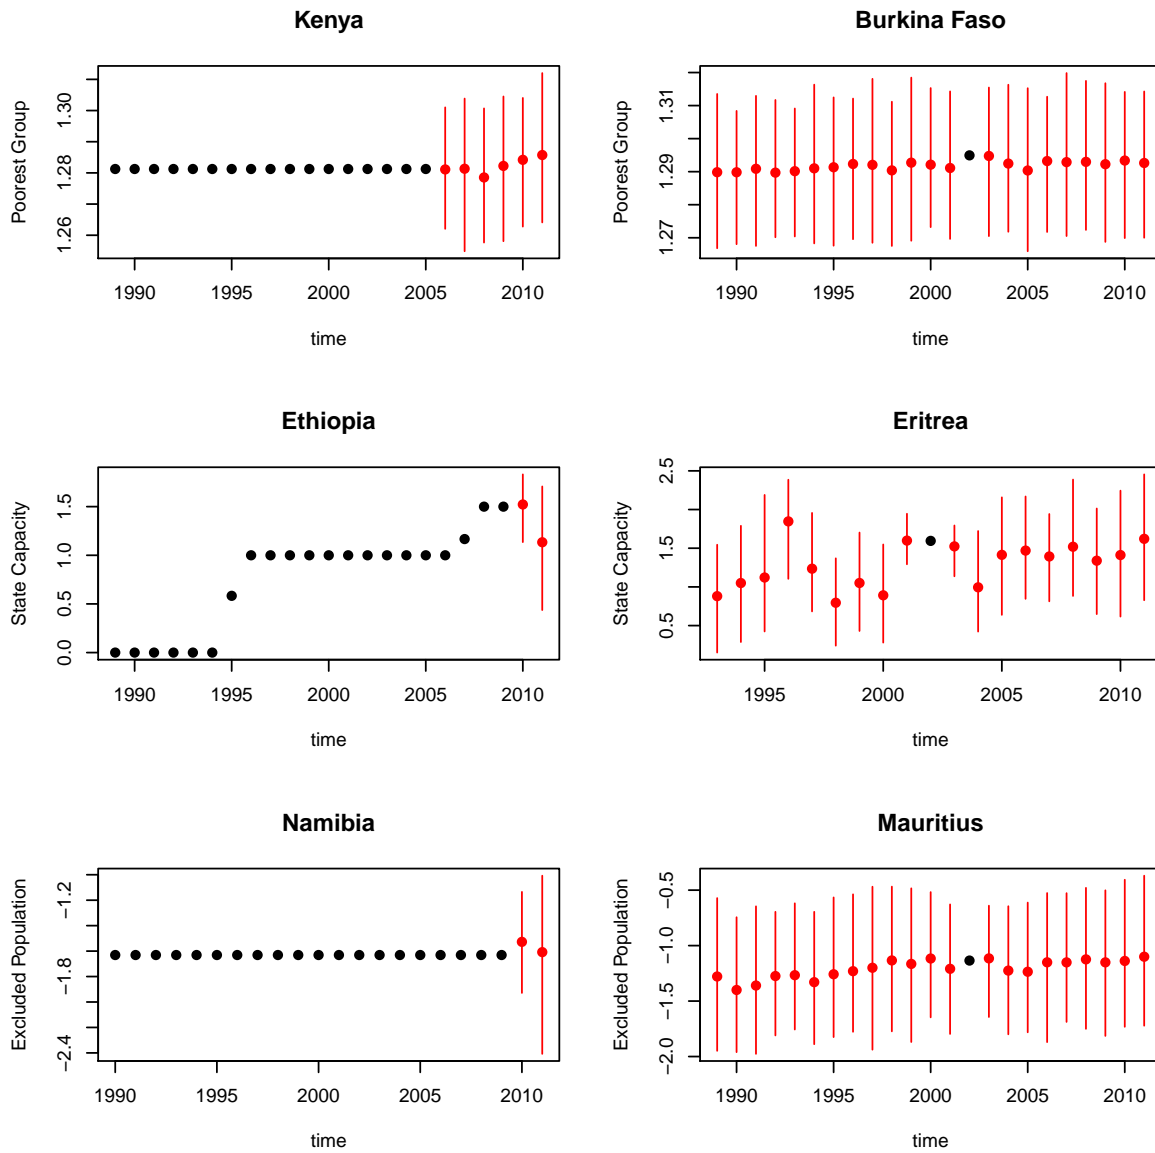 Kenya
Poorest Group
1.26 1.28 1.30
1990 1995 2000 2005 2010
time
Burkina Faso
Poorest Group
1.27 1.29 1.31
1990 1995 2000 2005 2010
time
Ethiopia
State Capacity
0.0 0.5 1.0 1.5
1990 1995 2000 2005 2010
time
Eritrea
State Capacity
0.5 1.5 2.5
1995 2000 2005 2010
time
Namibia
Excluded Population
−2.4 −1.8 −1.2
1990 1995 2000 2005 2010
time
Mauritius
Excluded Population
−2.0 −1.5 −1.0 −0.5
1990 1995 2000 2005 2010
time